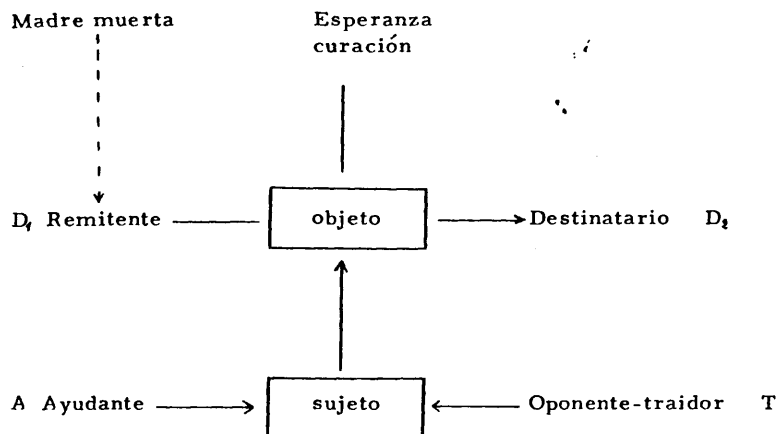 Madre muerta
Esperanza
curación
D₁ Remitente
objeto
Destinatario D₂
A Ayudante
sujeto
Oponente-traidor T